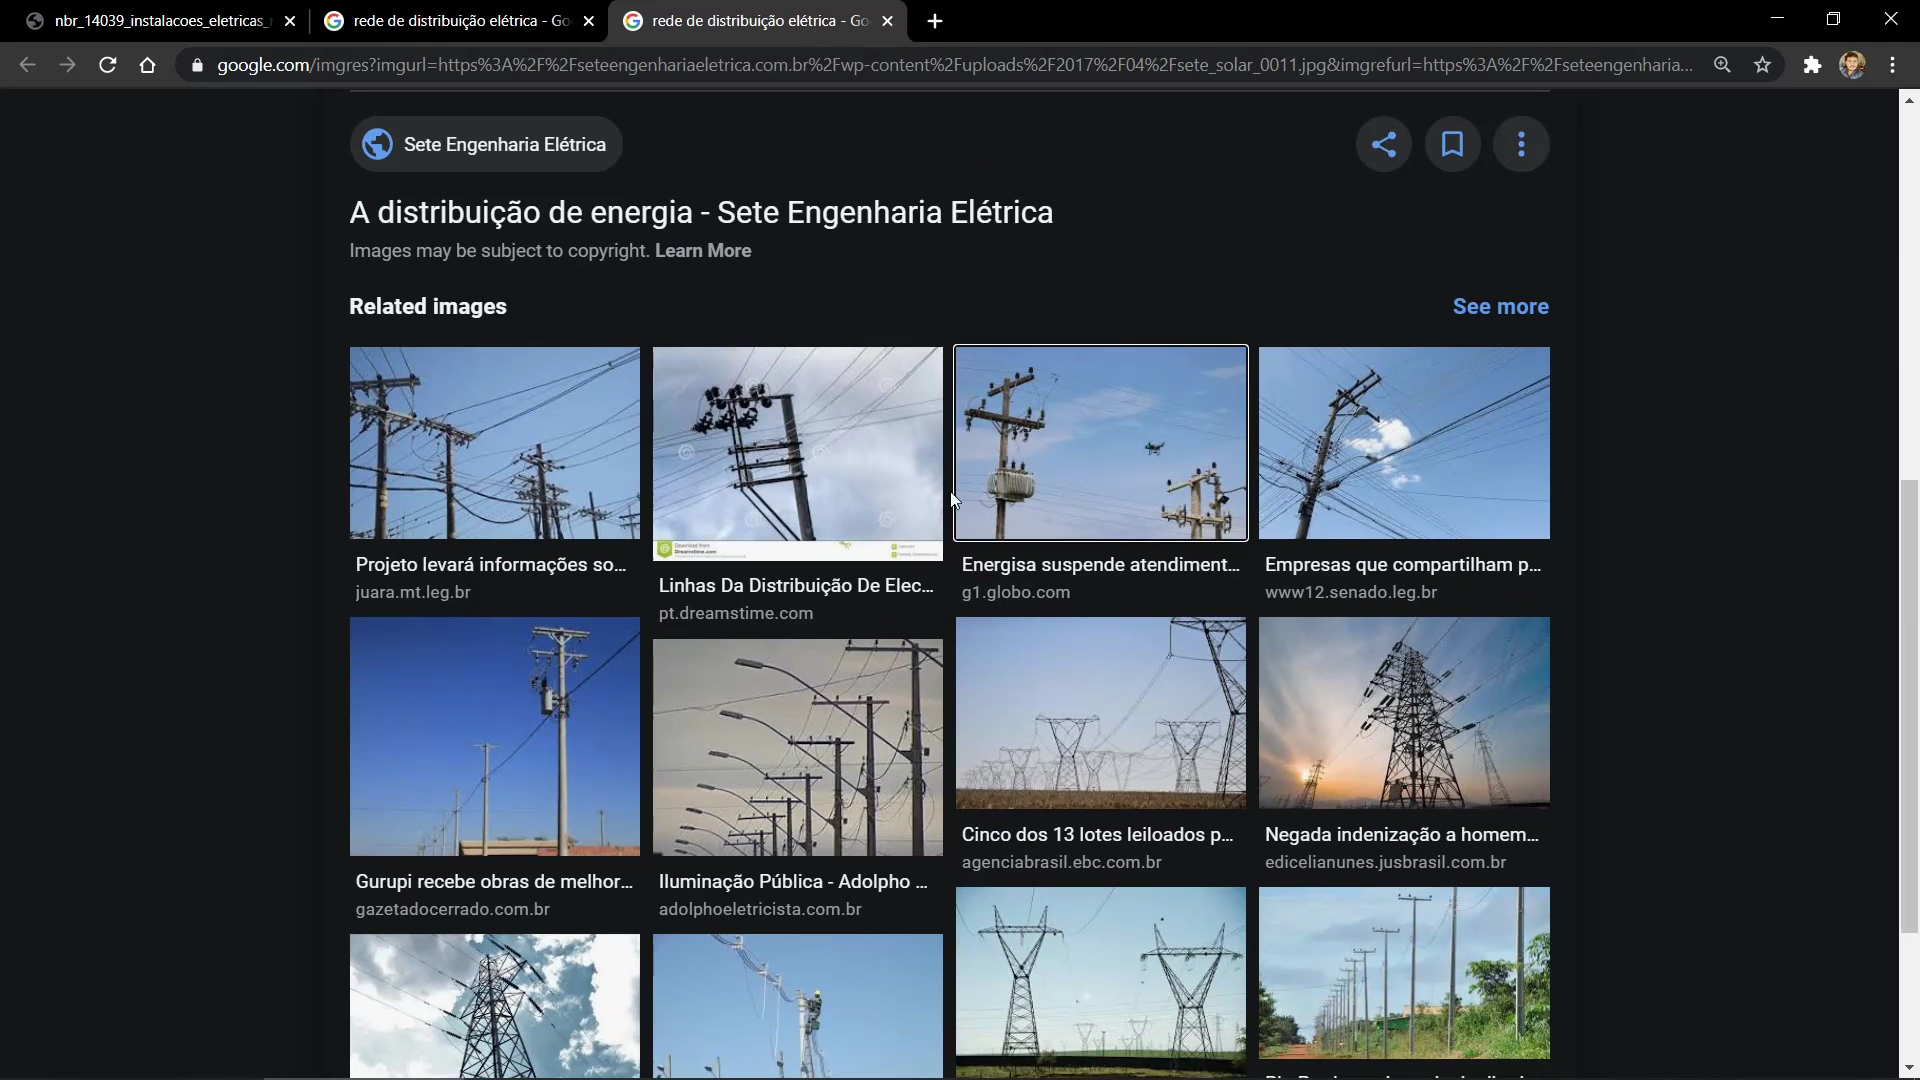 nbr_14039_instalacoes_eletricas_
rede de distribuição elétrica - Go
rede de distribuição elétrica - Go
google.com/imgres?imgurl=https%3A%2F%2Fseteengenhariaeletrica.com.br%2Fwp-content%2Fuploads%2F2017%2F04%2Fsete_solar_0011.jpg&imgrefurl=https%3A%2F%2Fseteengenharia...
Sete Engenharia Elétrica
A distribuição de energia - Sete Engenharia Elétrica
Images may be subject to copyright. Learn More
Related images
See more
Projeto levará informações so...
juara.mt.leg.br
Download from
Dreamstime.com
Linhas Da Distribuição De Elec...
pt.dreamstime.com
Energisa suspende atendiment...
g1.globo.com
Empresas que compartilham p...
www12.senado.leg.br
Gurupi recebe obras de melhor...
gazetadocerrado.com.br
Iluminação Pública - Adolpho ...
adolphoeletricista.com.br
Cinco dos 13 lotes leiloados p...
agenciabrasil.ebc.com.br
Negada indenização a homem...
edicelianunes.jusbrasil.com.br